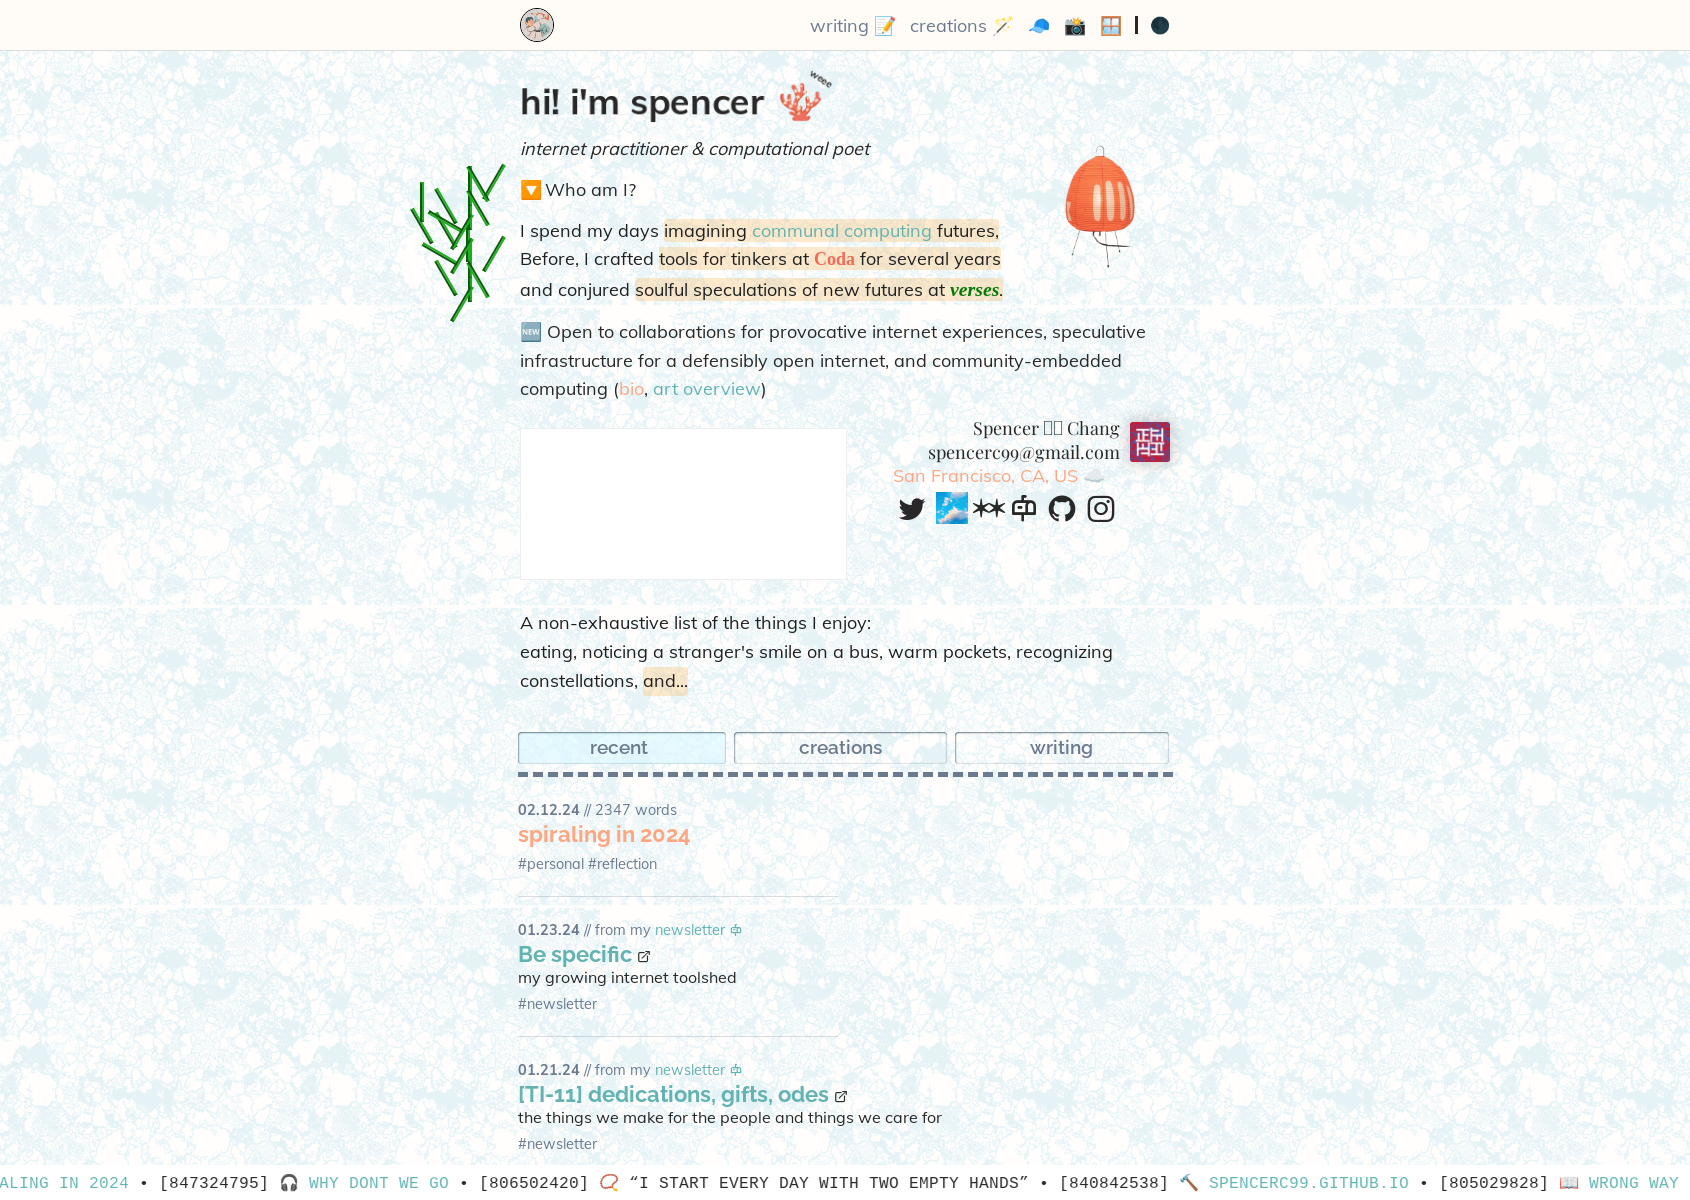 writing 📝 creations 🪄 🧢 📸 🪟 | 🌑
hi! i'm spencer
weee
internet practitioner & computational poet
🔽 Who am I?
I spend my days imagining communal computing futures,
Before, I crafted tools for tinkers at Coda for several years
and conjured soulful speculations of new futures at verses.
🆕 Open to collaborations for provocative internet experiences, speculative
infrastructure for a defensibly open internet, and community-embedded
computing (bio, art overview)
Spencer Chang
spencerc99@gmail.com
San Francisco, CA, US ☁️
A non-exhaustive list of the things I enjoy:
eating, noticing a stranger's smile on a bus, warm pockets, recognizing
constellations, and...
recent creations writing
02.12.24 // 2347 words
spiraling in 2024
#personal #reflection
01.23.24 // from my newsletter
Be specific
my growing internet toolshed
#newsletter
01.21.24 // from my newsletter
[TI-11] dedications, gifts, odes
the things we make for the people and things we care for
#newsletter
ALING IN 2024 • [847324795] 🎧 WHY DONT WE GO • [806502420] 📿 “I START EVERY DAY WITH TWO EMPTY HANDS” • [840842538] 🔨 SPENCERC99.GITHUB.IO • [805029828] 📖 WRONG WAY